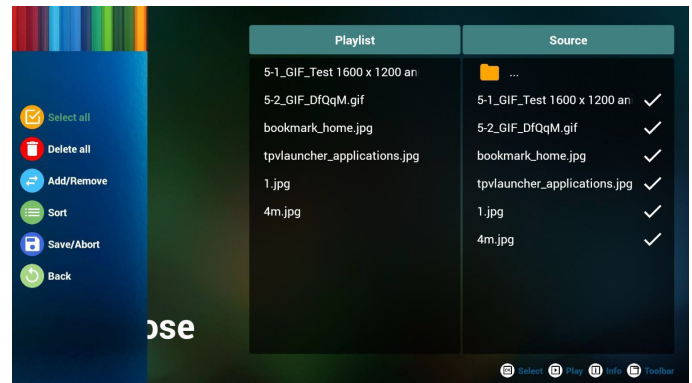 Playlist
Source
5-1_GIF_Test 1600 x 1200 an
5-2_GIF_DfQqM.gif
bookmark_home.jpg
tpvlauncher_applications.jpg
1.jpg
4m.jpg
...
5-1_GIF_Test 1600 x 1200 an
5-2_GIF_DfQqM.gif
bookmark_home.jpg
tpvlauncher_applications.jpg
1.jpg
4m.jpg
Select all
Delete all
Add/Remove
Sort
Save/Abort
Back
ose
Select Play Info Toolbar